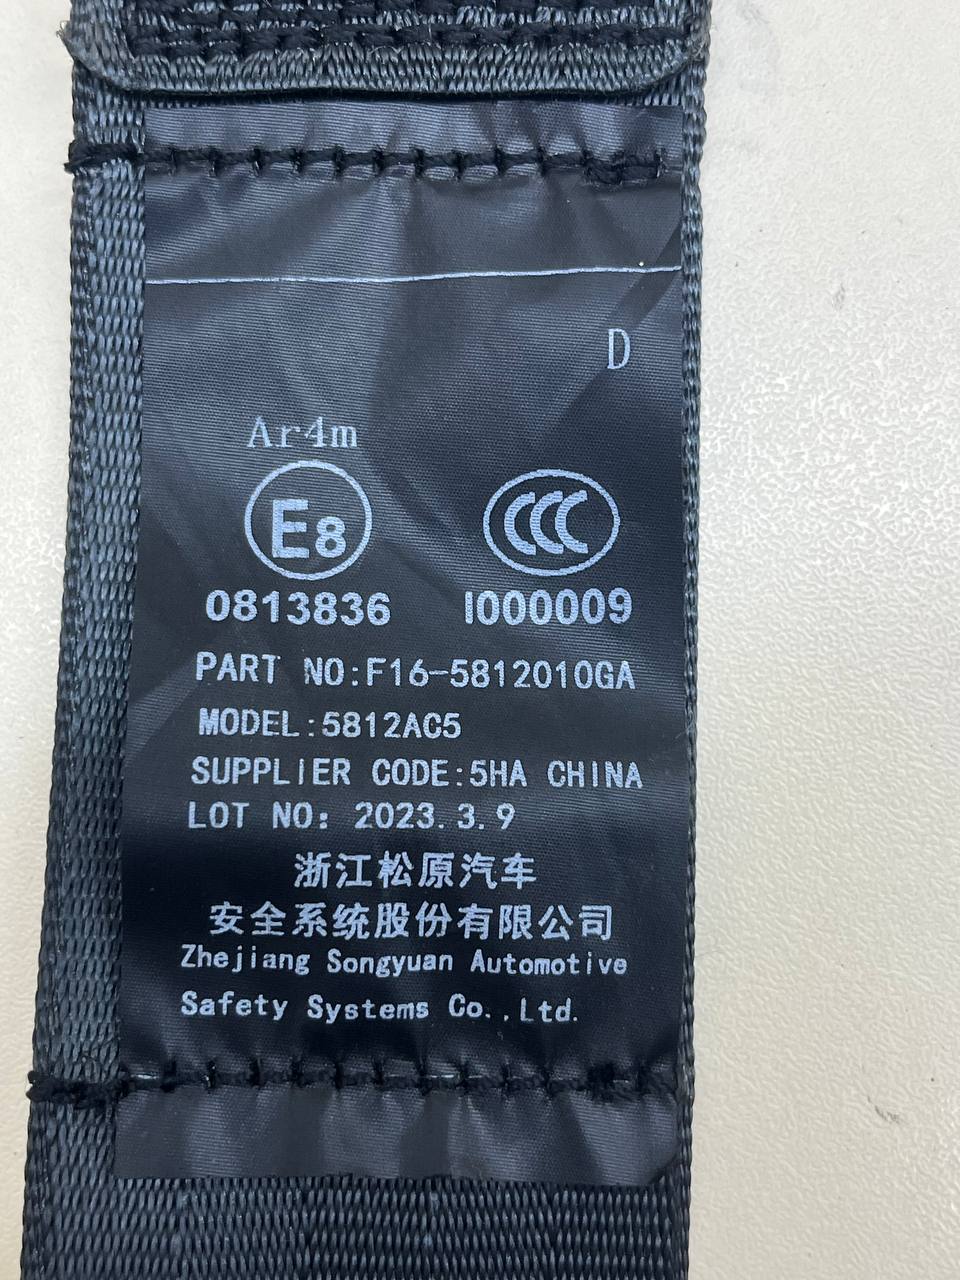 D
Ar4m
E8
CCC
0813836 I000009
PART NO:F16-5812010GA
MODEL:5812AC5
SUPPLIER CODE:5HA CHINA
LOT NO: 2023.3.9
浙江松原汽车
安全系统股份有限公司
Zhejiang Songyuan Automotive
Safety Systems Co.,Ltd.